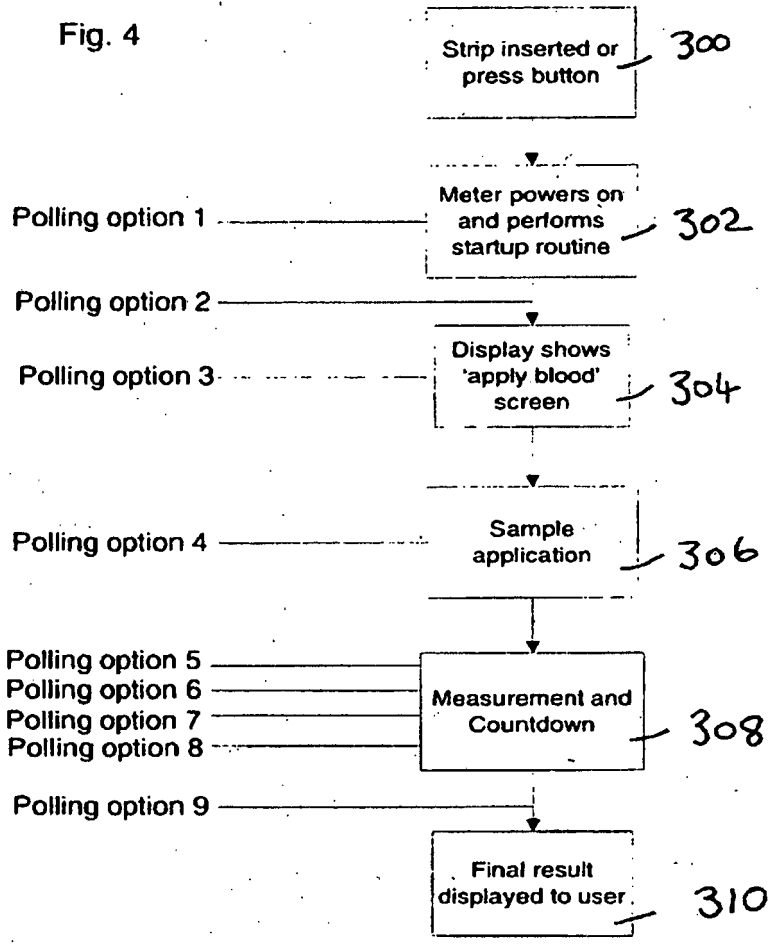 Fig. 4
Strip inserted or
press button
300
Meter powers on
and performs
startup routine
302
Polling option 1
Polling option 2
Display shows
'apply blood'
screen
304
Polling option 3
Sample
application
306
Polling option 4
Polling option 5
Polling option 6
Polling option 7
Polling option 8
Measurement and
Countdown
308
Polling option 9
Final result
displayed to user
310